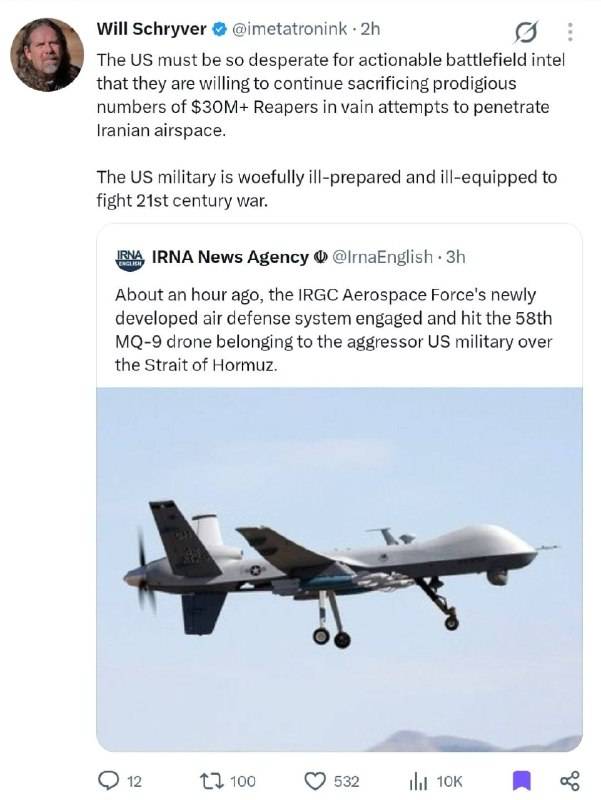 Will Schryver @imetatronink · 2h
The US must be so desperate for actionable battlefield intel
that they are willing to continue sacrificing prodigious
numbers of $30M+ Reapers in vain attempts to penetrate
Iranian airspace.
The US military is woefully ill-prepared and ill-equipped to
fight 21st century war.
IRNA
ENGLISH
IRNA News Agency @IrnaEnglish · 3h
About an hour ago, the IRGC Aerospace Force's newly
developed air defense system engaged and hit the 58th
MQ-9 drone belonging to the aggressor US military over
the Strait of Hormuz.
12 100 532 10K